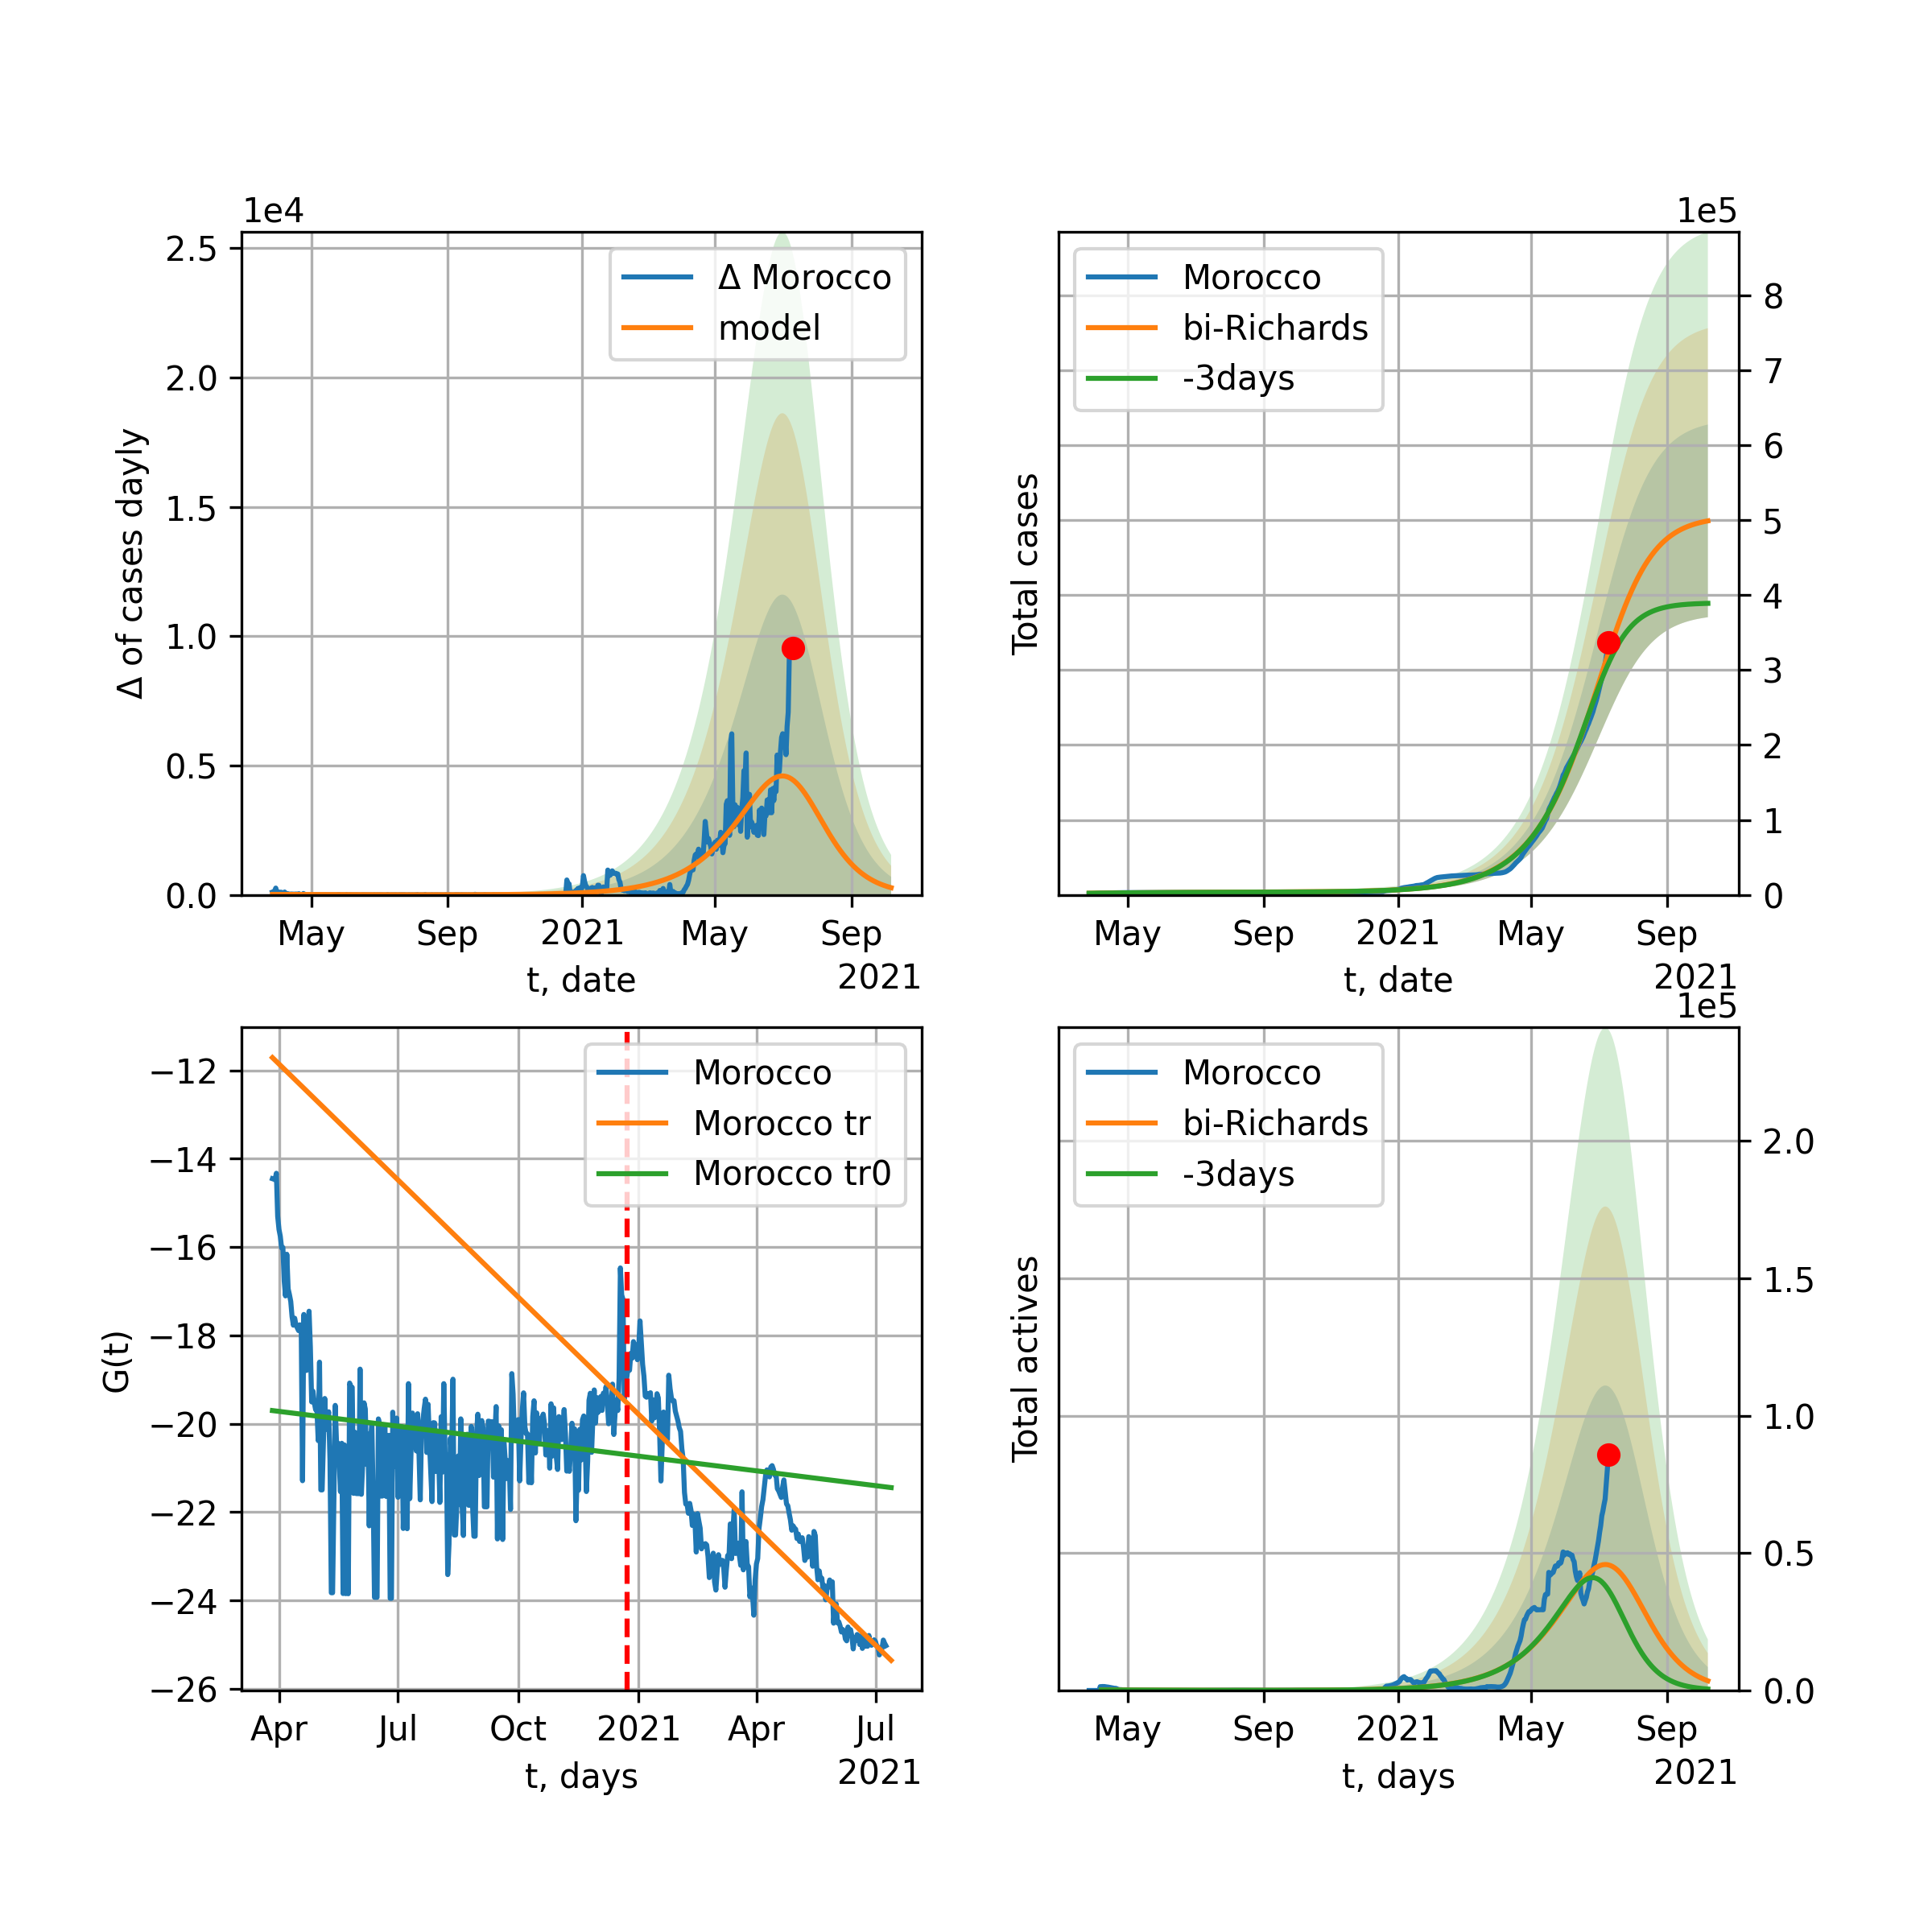 1e4
2.5
2.0
1.5
1.0
0.5
0.0
Δ of cases dayly
Δ Morocco
model
May Sep 2021 May Sep
t, date
2021
1e5
Total cases
Morocco
bi-Richards
-3days
8
7
6
5
4
3
2
1
0
May Sep 2021 May Sep
t, date
2021
−12
−14
−16
−18
−20
−22
−24
−26
G(t)
Morocco
Morocco tr
Morocco tr0
Apr Jul Oct 2021 Apr Jul
t, days
2021
1e5
Total actives
Morocco
bi-Richards
-3days
2.0
1.5
1.0
0.5
0.0
May Sep 2021 May Sep
t, days
2021